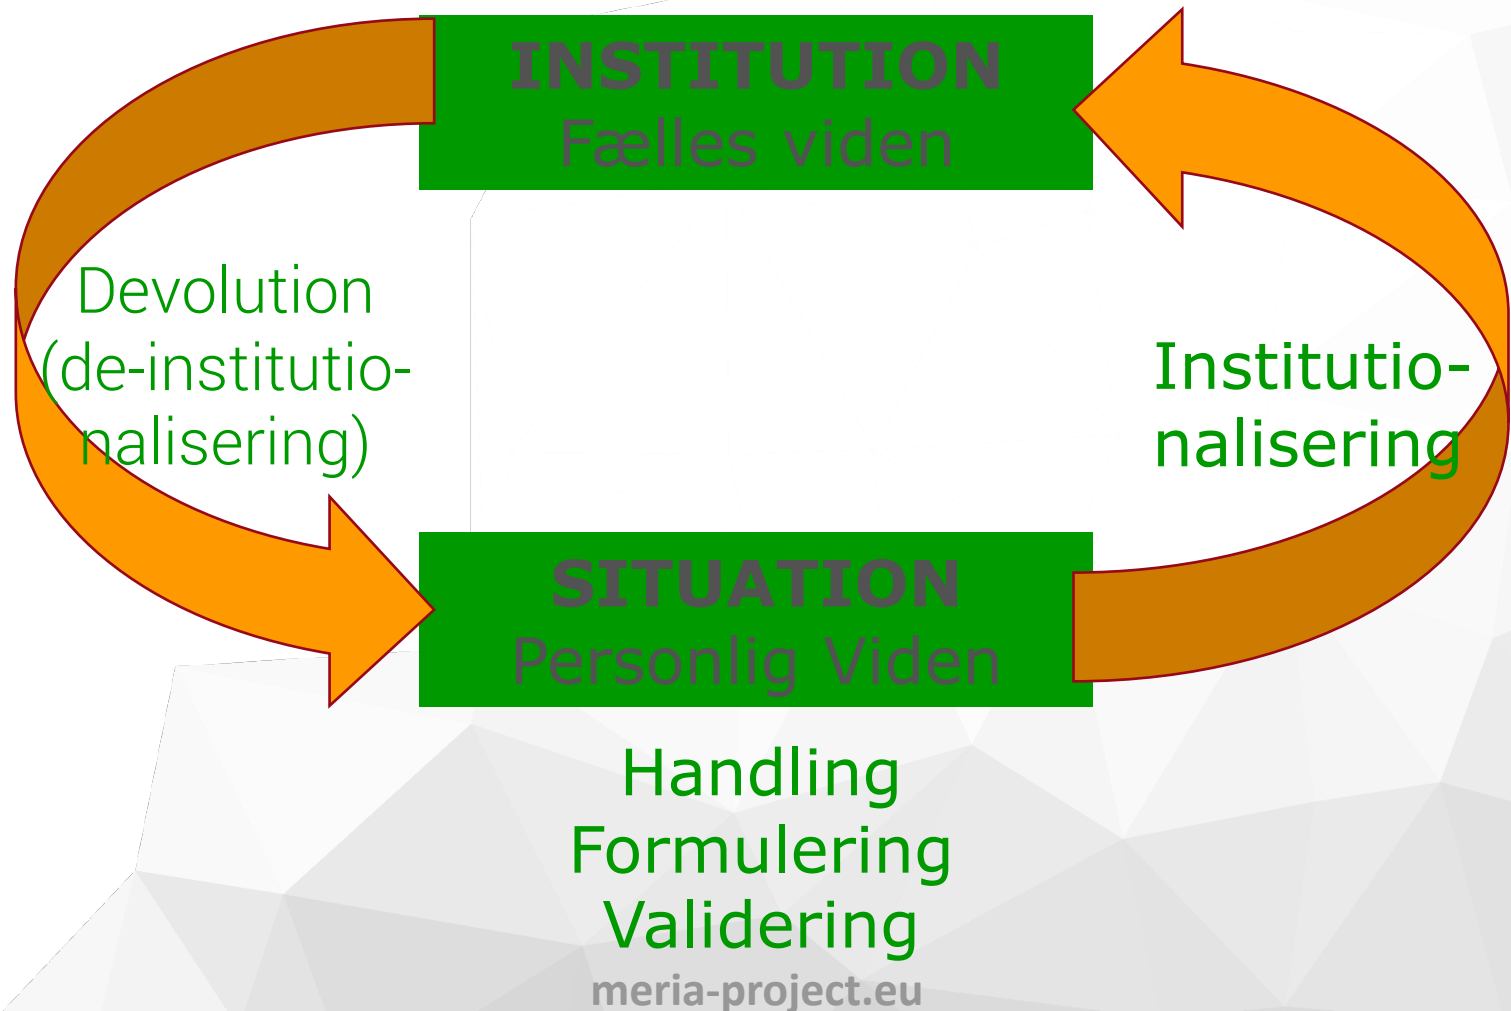 INSTITUTION
Fælles viden
Devolution
(de-institutio-
nalisering)
Institutio-
nalisering
SITUATION
Personlig Viden
Handling
Formulering
Validering
meria-project.eu